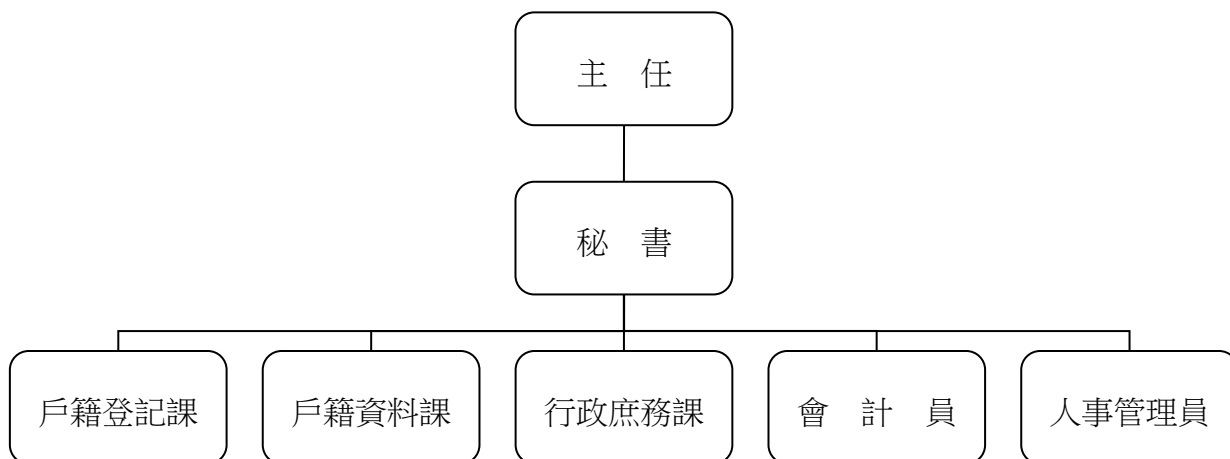 主　任
秘　書
戶籍登記課
戶籍資料課
行政庶務課
會　計　員
人事管理員